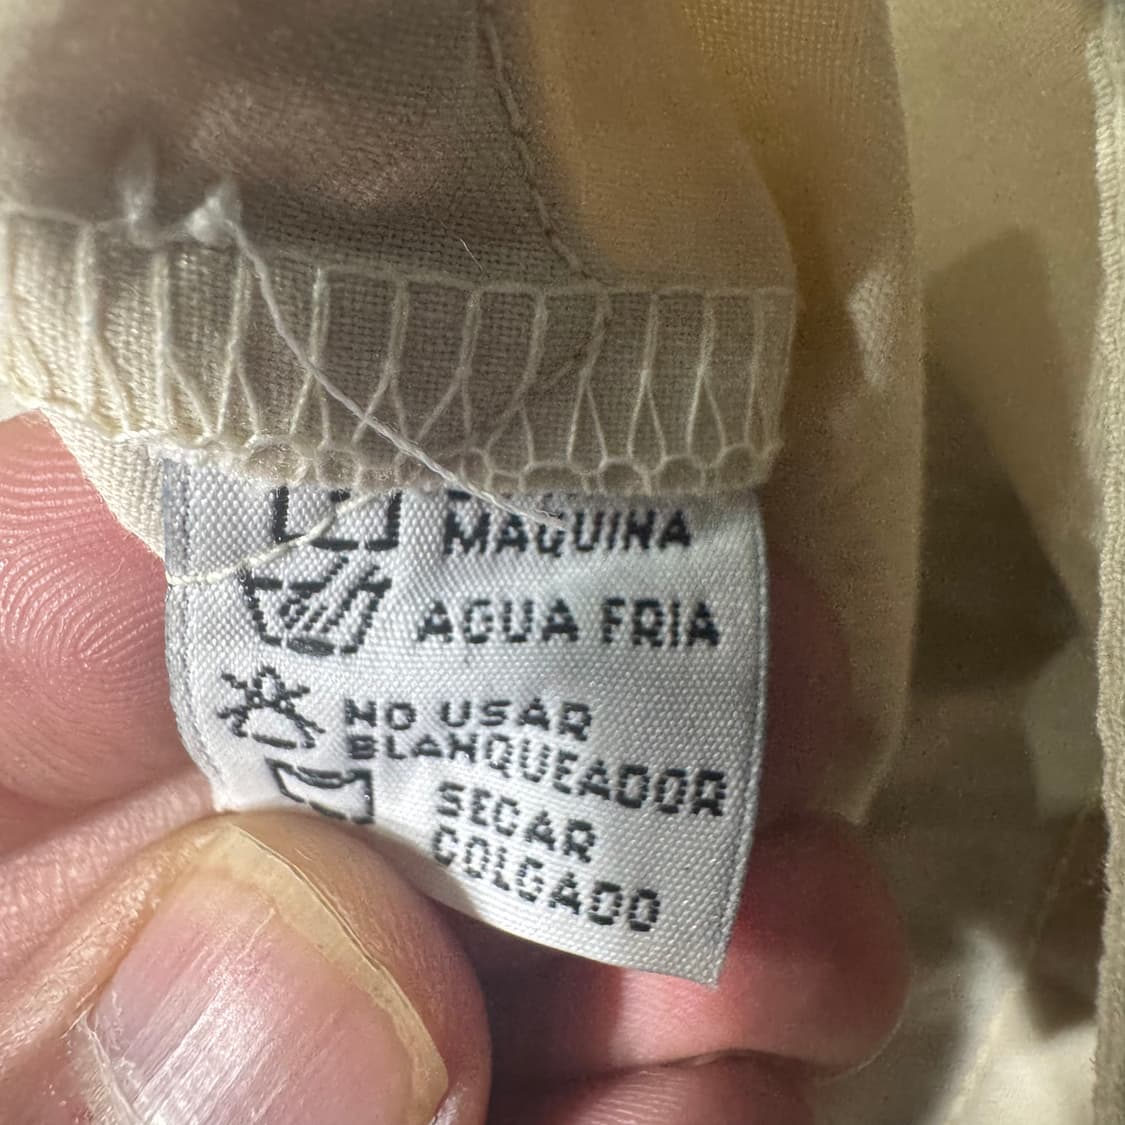 MAQUINA
AGUA FRIA
NO USAR
BLANQUEADOR
SECAR
COLGADO